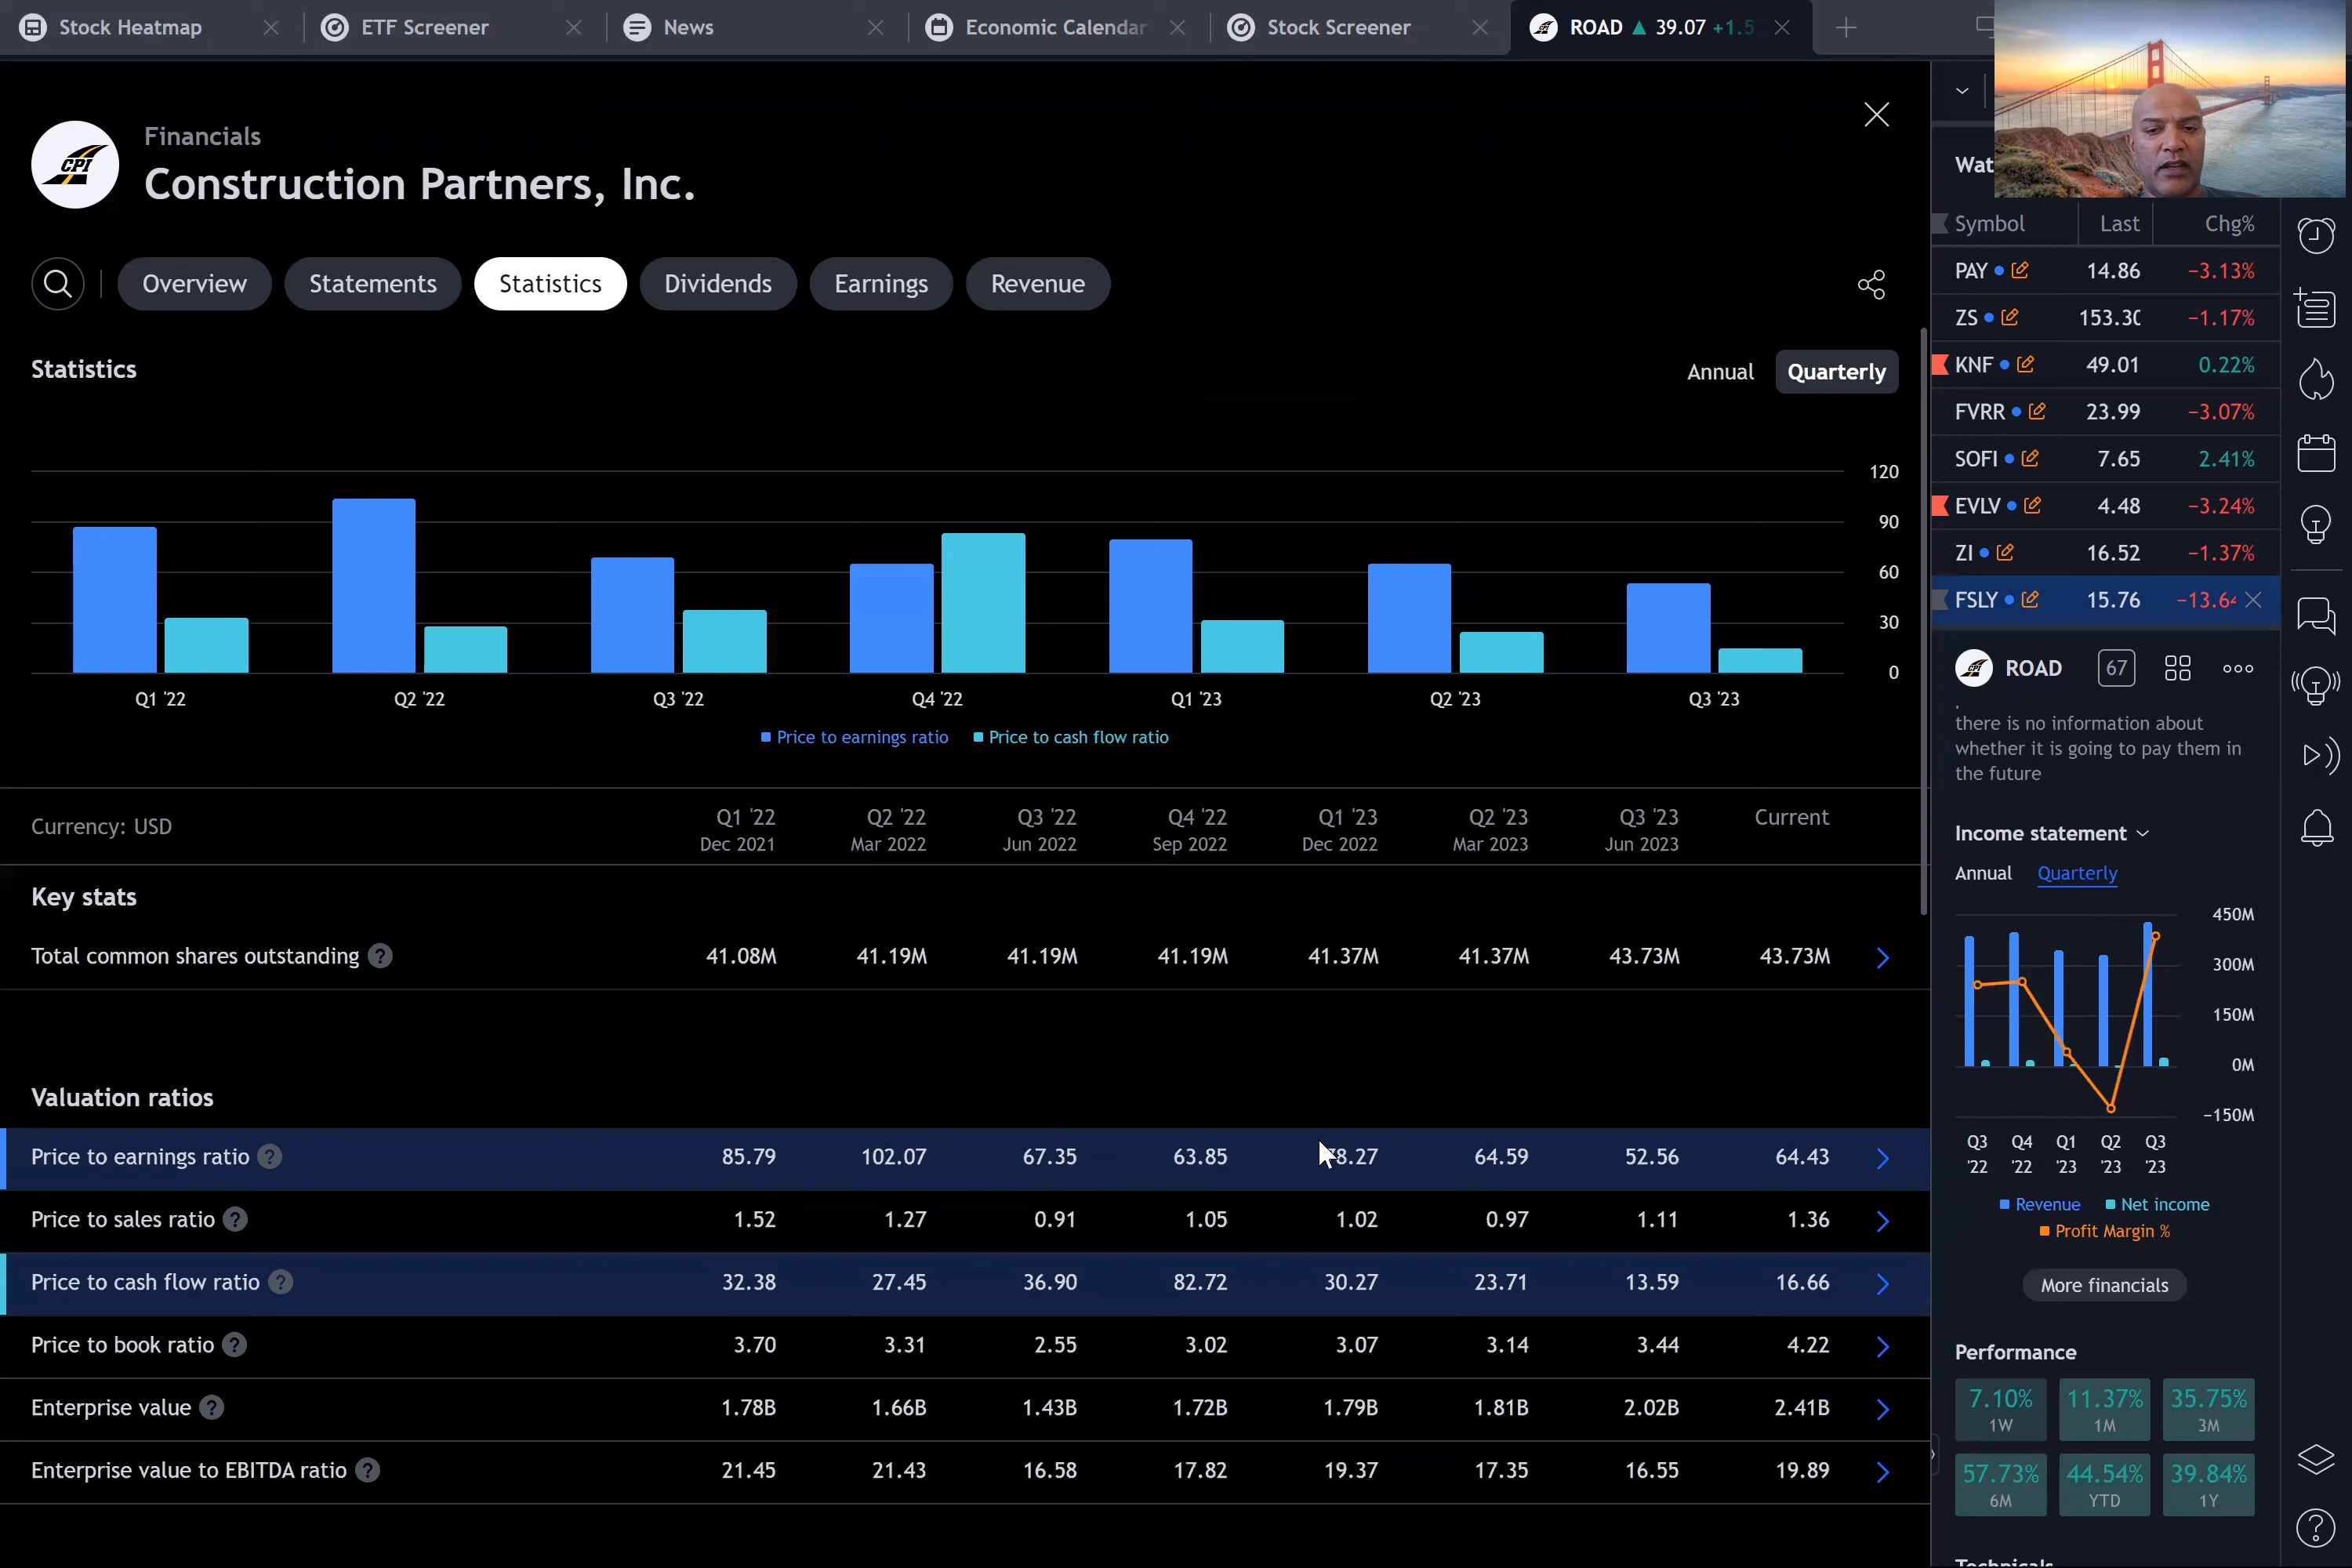 Stock Heatmap
ETF Screener
News
Economic Calendar
Stock Screener
ROAD ▲ 39.07 +1.5
Financials
CPI
Construction Partners, Inc.
Overview
Statements
Statistics
Dividends
Earnings
Revenue
Statistics
Annual
Quarterly
120
90
60
30
0
Q1 '22
Q2 '22
Q3 '22
Q4 '22
Q1 '23
Q2 '23
Q3 '23
Price to earnings ratio
Price to cash flow ratio
Currency: USD
Q1 '22 Q2 '22 Q3 '22 Q4 '22 Q1 '23 Q2 '23 Q3 '23 Current
Dec 2021 Mar 2022 Jun 2022 Sep 2022 Dec 2022 Mar 2023 Jun 2023
Key stats
Total common shares outstanding ? 41.08M 41.19M 41.19M 41.19M 41.37M 41.37M 43.73M 43.73M
Valuation ratios
Price to earnings ratio ? 85.79 102.07 67.35 63.85 8.27 64.59 52.56 64.43
Price to sales ratio ? 1.52 1.27 0.91 1.05 1.02 0.97 1.11 1.36
Price to cash flow ratio ? 32.38 27.45 36.90 82.72 30.27 23.71 13.59 16.66
Price to book ratio ? 3.70 3.31 2.55 3.02 3.07 3.14 3.44 4.22
Enterprise value ? 1.78B 1.66B 1.43B 1.72B 1.79B 1.81B 2.02B 2.41B
Enterprise value to EBITDA ratio ? 21.45 21.43 16.58 17.82 19.37 17.35 16.55 19.89
Wat
Symbol Last Chg%
PAY 14.86 −3.13%
ZS 153.30 −1.17%
KNF 49.01 0.22%
FVRR 23.99 −3.07%
SOFI 7.65 2.41%
EVLV 4.48 −3.24%
ZI 16.52 −1.37%
FSLY 15.76 −13.64
ROAD 67
there is no information about
whether it is going to pay them in
the future
Income statement
Annual Quarterly
450M
300M
150M
0M
−150M
Q3 Q4 Q1 Q2 Q3
'22 '22 '23 '23 '23
Revenue Net income
Profit Margin %
More financials
Performance
7.10% 11.37% 35.75%
1W 1M 3M
57.73% 44.54% 39.84%
6M YTD 1Y
Technicals